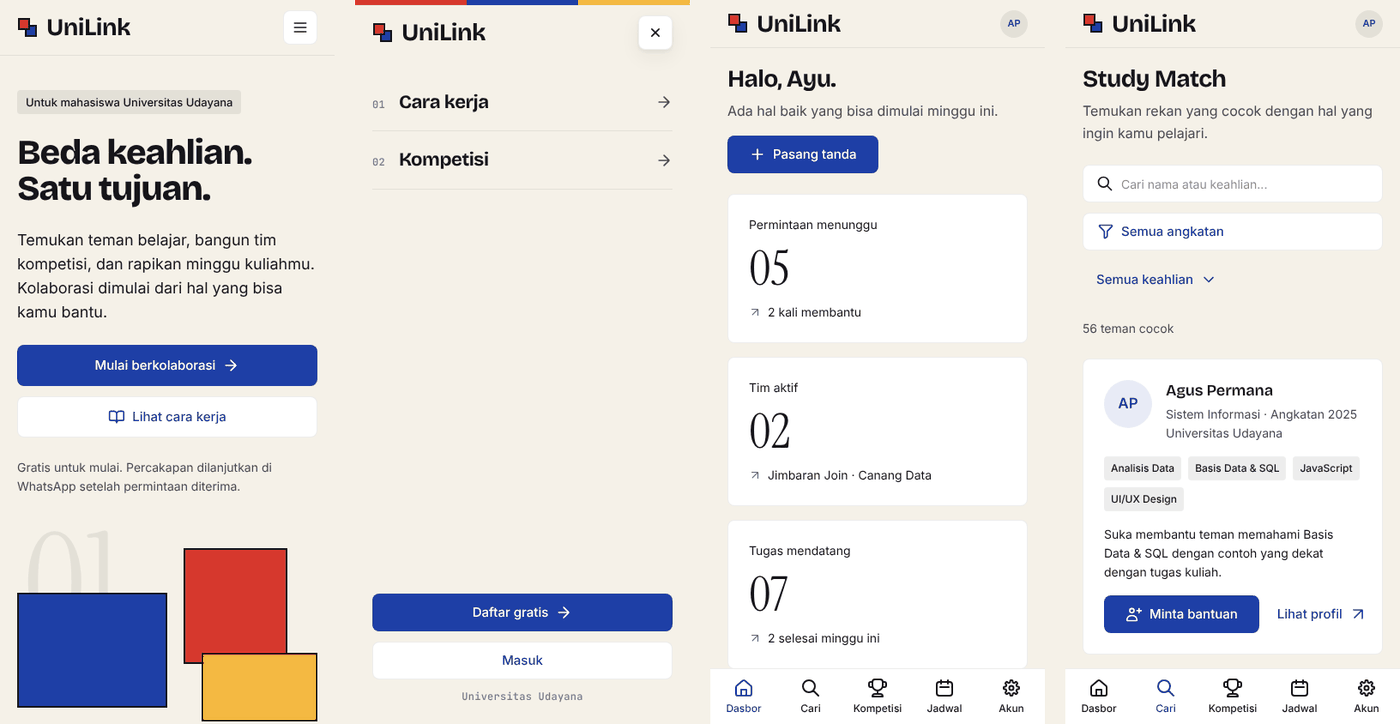 UniLink
Untuk mahasiswa Universitas Udayana
Beda keahlian.
Satu tujuan.
Temukan teman belajar, bangun tim
kompetisi, dan rapikan minggu kuliahmu.
Kolaborasi dimulai dari hal yang bisa
kamu bantu.
Mulai berkolaborasi
Lihat cara kerja
Gratis untuk mulai. Percakapan dilanjutkan di
WhatsApp setelah permintaan diterima.
01
UniLink
01 Cara kerja
02 Kompetisi
Daftar gratis
Masuk
Universitas Udayana
UniLink
AP
Halo, Ayu.
Ada hal baik yang bisa dimulai minggu ini.
Pasang tanda
Permintaan menunggu
05
2 kali membantu
Tim aktif
02
Jimbaran Join · Canang Data
Tugas mendatang
07
2 selesai minggu ini
Dasbor Cari Kompetisi Jadwal Akun
UniLink
AP
Study Match
Temukan rekan yang cocok dengan hal yang
ingin kamu pelajari.
Cari nama atau keahlian...
Semua angkatan
Semua keahlian
56 teman cocok
AP
Agus Permana
Sistem Informasi · Angkatan 2025
Universitas Udayana
Analisis Data Basis Data & SQL JavaScript
UI/UX Design
Suka membantu teman memahami Basis
Data & SQL dengan contoh yang dekat
dengan tugas kuliah.
Minta bantuan Lihat profil
Dasbor Cari Kompetisi Jadwal Akun